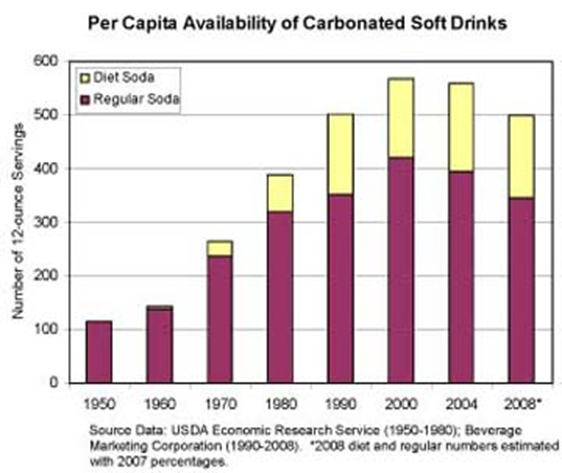 Per Capita Availability of Carbonated Soft Drinks
Number of 12-ounce Servings
600
500
400
300
200
100
0
Diet Soda
Regular Soda
1950 1960 1970 1980 1990 2000 2004 2008*
Source Data: USDA Economic Research Service (1950-1980); Beverage
Marketing Corporation (1990-2008). *2008 diet and regular numbers estimated
with 2007 percentages.